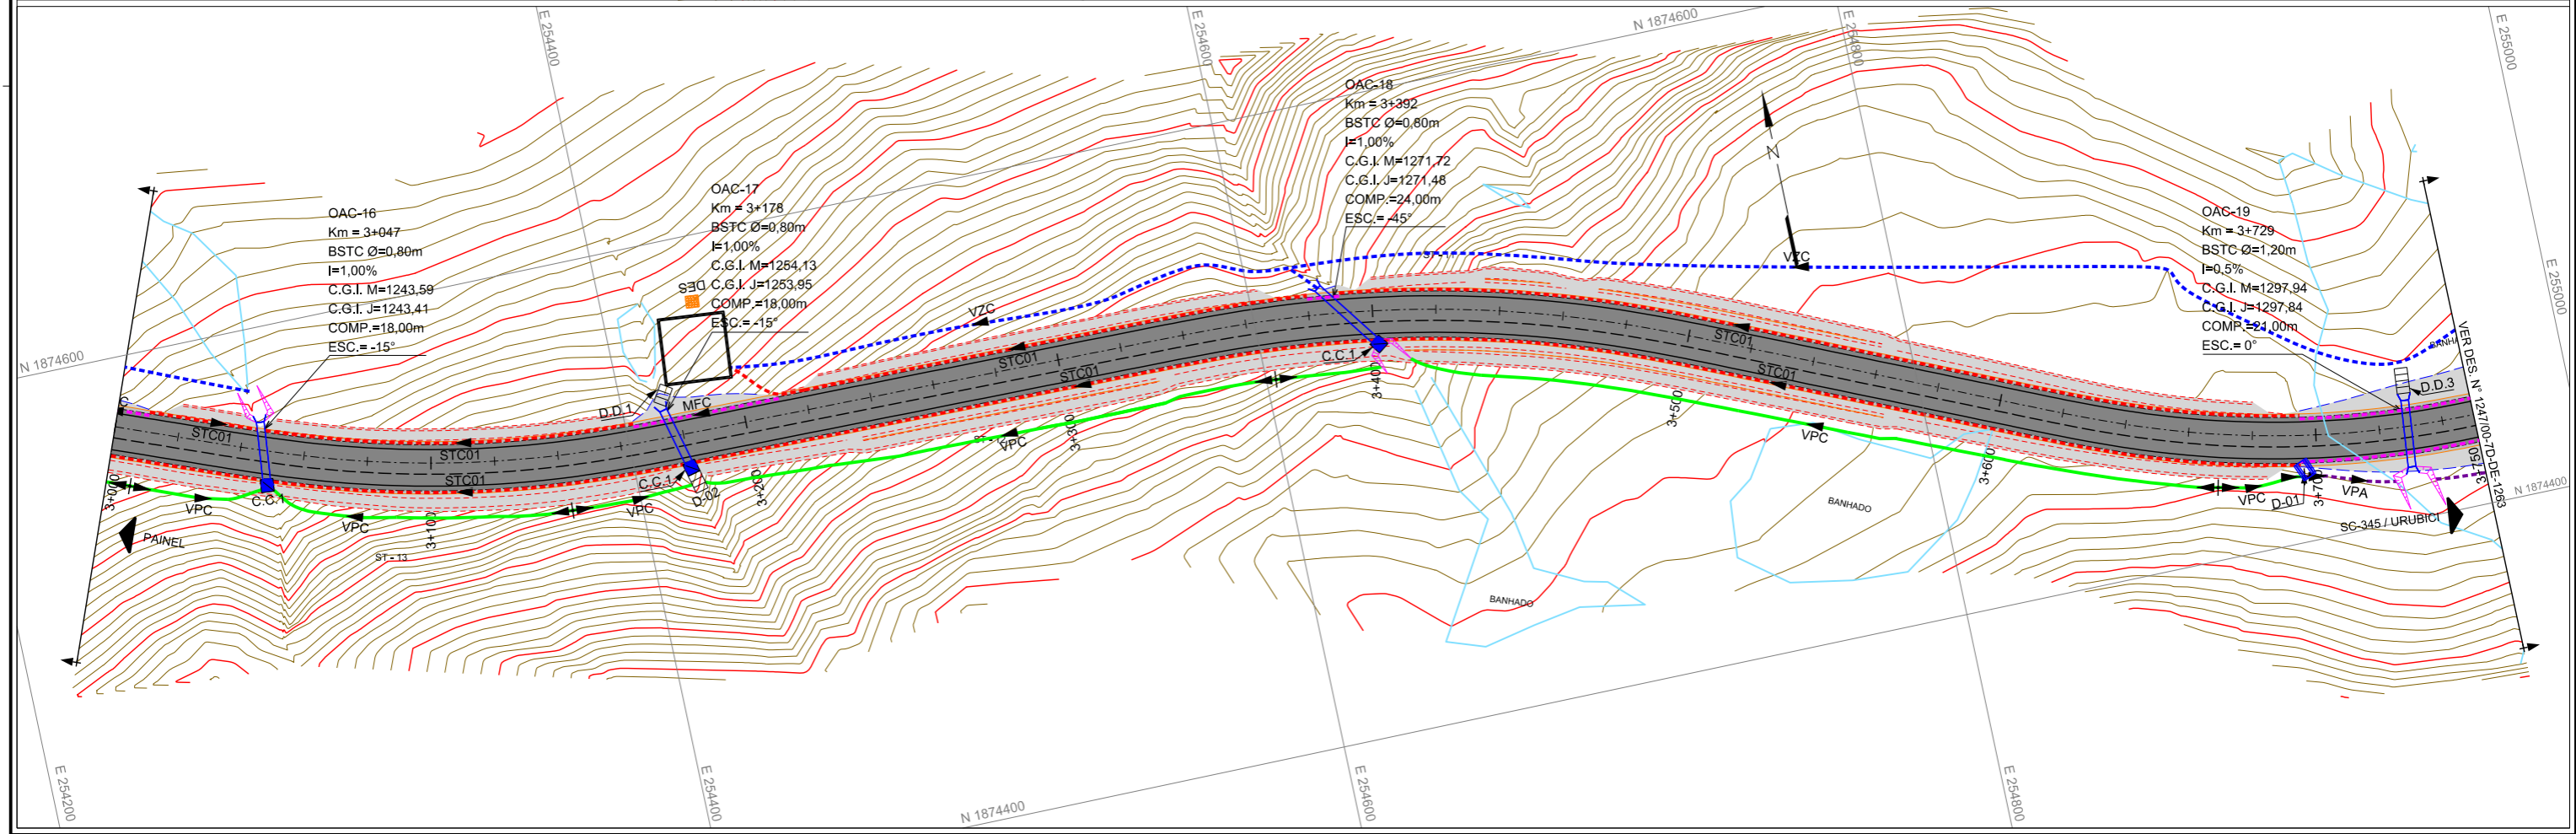 E 254400
E 254600
N 1874600
E 254800
E 255000
OAC-18
Km = 3+392
BSTC Ø=0,80m
I=1,00%
C.G.I. M=1271,72
C.G.I. J=1271,48
COMP.=24,00m
ESC.= -45°
N
OAC-17
Km = 3+178
BSTC Ø=0,80m
I=1,00%
C.G.I. M=1254,13
C.G.I. J=1253,95
COMP.=18,00m
ESC.= -15°
DES
OAC-16
Km = 3+047
BSTC Ø=0,80m
I=1,00%
C.G.I. M=1243,59
C.G.I. J=1243,41
COMP.=18,00m
ESC.= -15°
OAC-19
Km = 3+729
BSTC Ø=1,20m
I=0,5%
C.G.I. M=1297,94
C.G.I. J=1297,84
COMP.=21,00m
ESC.= 0°
VZC
VZC
E 255000
N 1874600
STC01
STC01
STC01
STC01
STC01
STC01
STC01
MFC
D.D.1
C.C.1
C.C.1
C.C.1
D-02
D.D.3
D-01
VPC
VPC
VPC
VPC
VPC
VPC
VPA
3+000
3+100
3+200
3+300
3+400
3+500
3+600
3+700
3+750
ST - 13
PAINEL
BANHADO
BANHADO
SC-345 / URUBICI
VER DES. N° 1247/00-7D-DE-1263
N 1874400
E 254200
E 254400
N 1874400
E 254600
E 254800